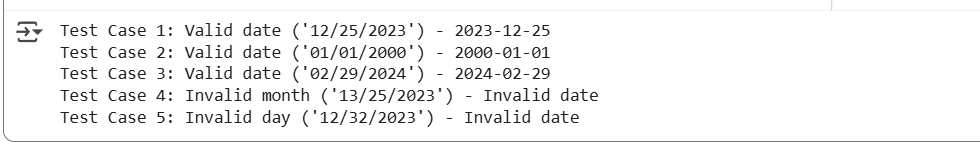 Test Case 1: Valid date ('12/25/2023') - 2023-12-25
Test Case 2: Valid date ('01/01/2000') - 2000-01-01
Test Case 3: Valid date ('02/29/2024') - 2024-02-29
Test Case 4: Invalid month ('13/25/2023') - Invalid date
Test Case 5: Invalid day ('12/32/2023') - Invalid date